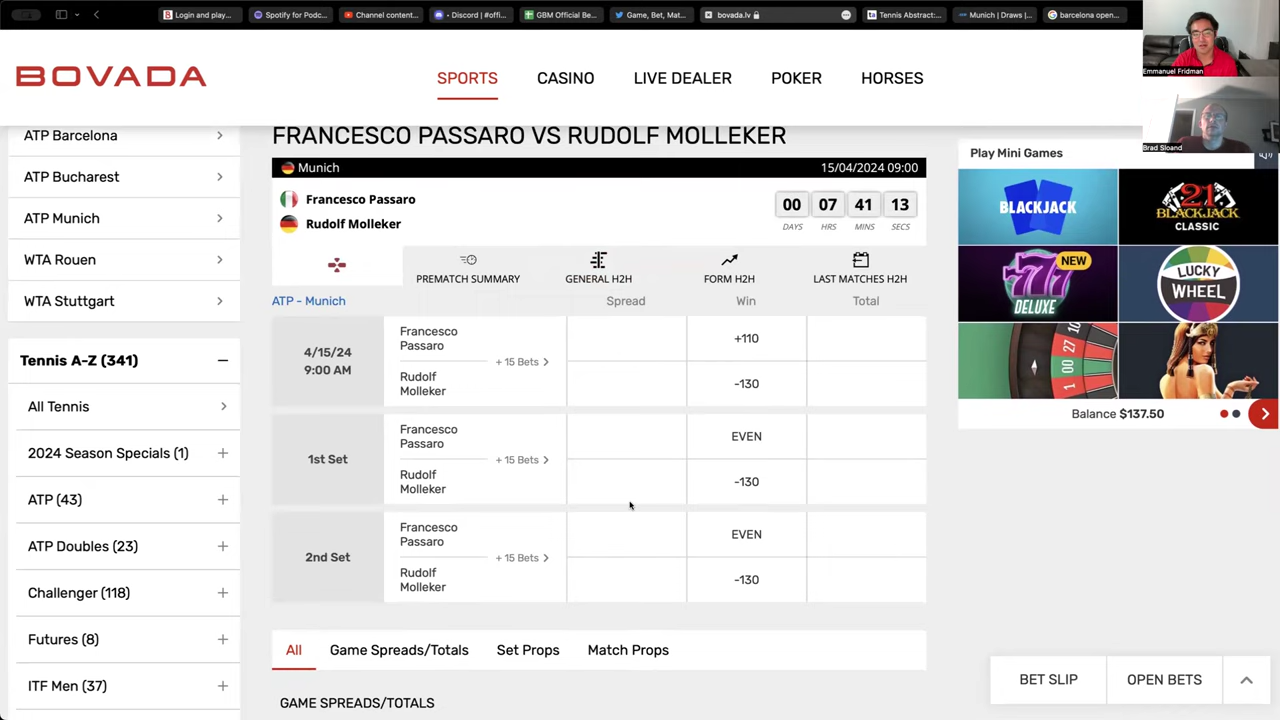 Login and play...
Spotify for Podc...
Channel content...
• Discord | #offi...
GBM Official Be...
Game, Bet, Mat...
bovada.lv
Tennis Abstract:...
Munich | Draws |...
barcelona open...
BOVADA
SPORTS
CASINO
LIVE DEALER
POKER
HORSES
Emmanuel Fridman
Brad Sloand
ATP Barcelona
ATP Bucharest
ATP Munich
WTA Rouen
WTA Stuttgart
Tennis A-Z (341)
All Tennis
2024 Season Specials (1)
ATP (43)
ATP Doubles (23)
Challenger (118)
Futures (8)
ITF Men (37)
FRANCESCO PASSARO VS RUDOLF MOLLEKER
Munich 15/04/2024 09:00
Francesco Passaro
Rudolf Molleker
00 07 41 13
DAYS HRS MINS SECS
PREMATCH SUMMARY
GENERAL H2H
FORM H2H
LAST MATCHES H2H
ATP - Munich Spread Win Total
4/15/24
9:00 AM
Francesco
Passaro
+ 15 Bets
Rudolf
Molleker
+110
-130
1st Set
Francesco
Passaro
+ 15 Bets
Rudolf
Molleker
EVEN
-130
2nd Set
Francesco
Passaro
+ 15 Bets
Rudolf
Molleker
EVEN
-130
All Game Spreads/Totals Set Props Match Props
GAME SPREADS/TOTALS
Play Mini Games
BLACKJACK
21
BLACKJACK
CLASSIC
NEW
777
DELUXE
LUCKY
WHEEL
Balance $137.50
BET SLIP
OPEN BETS